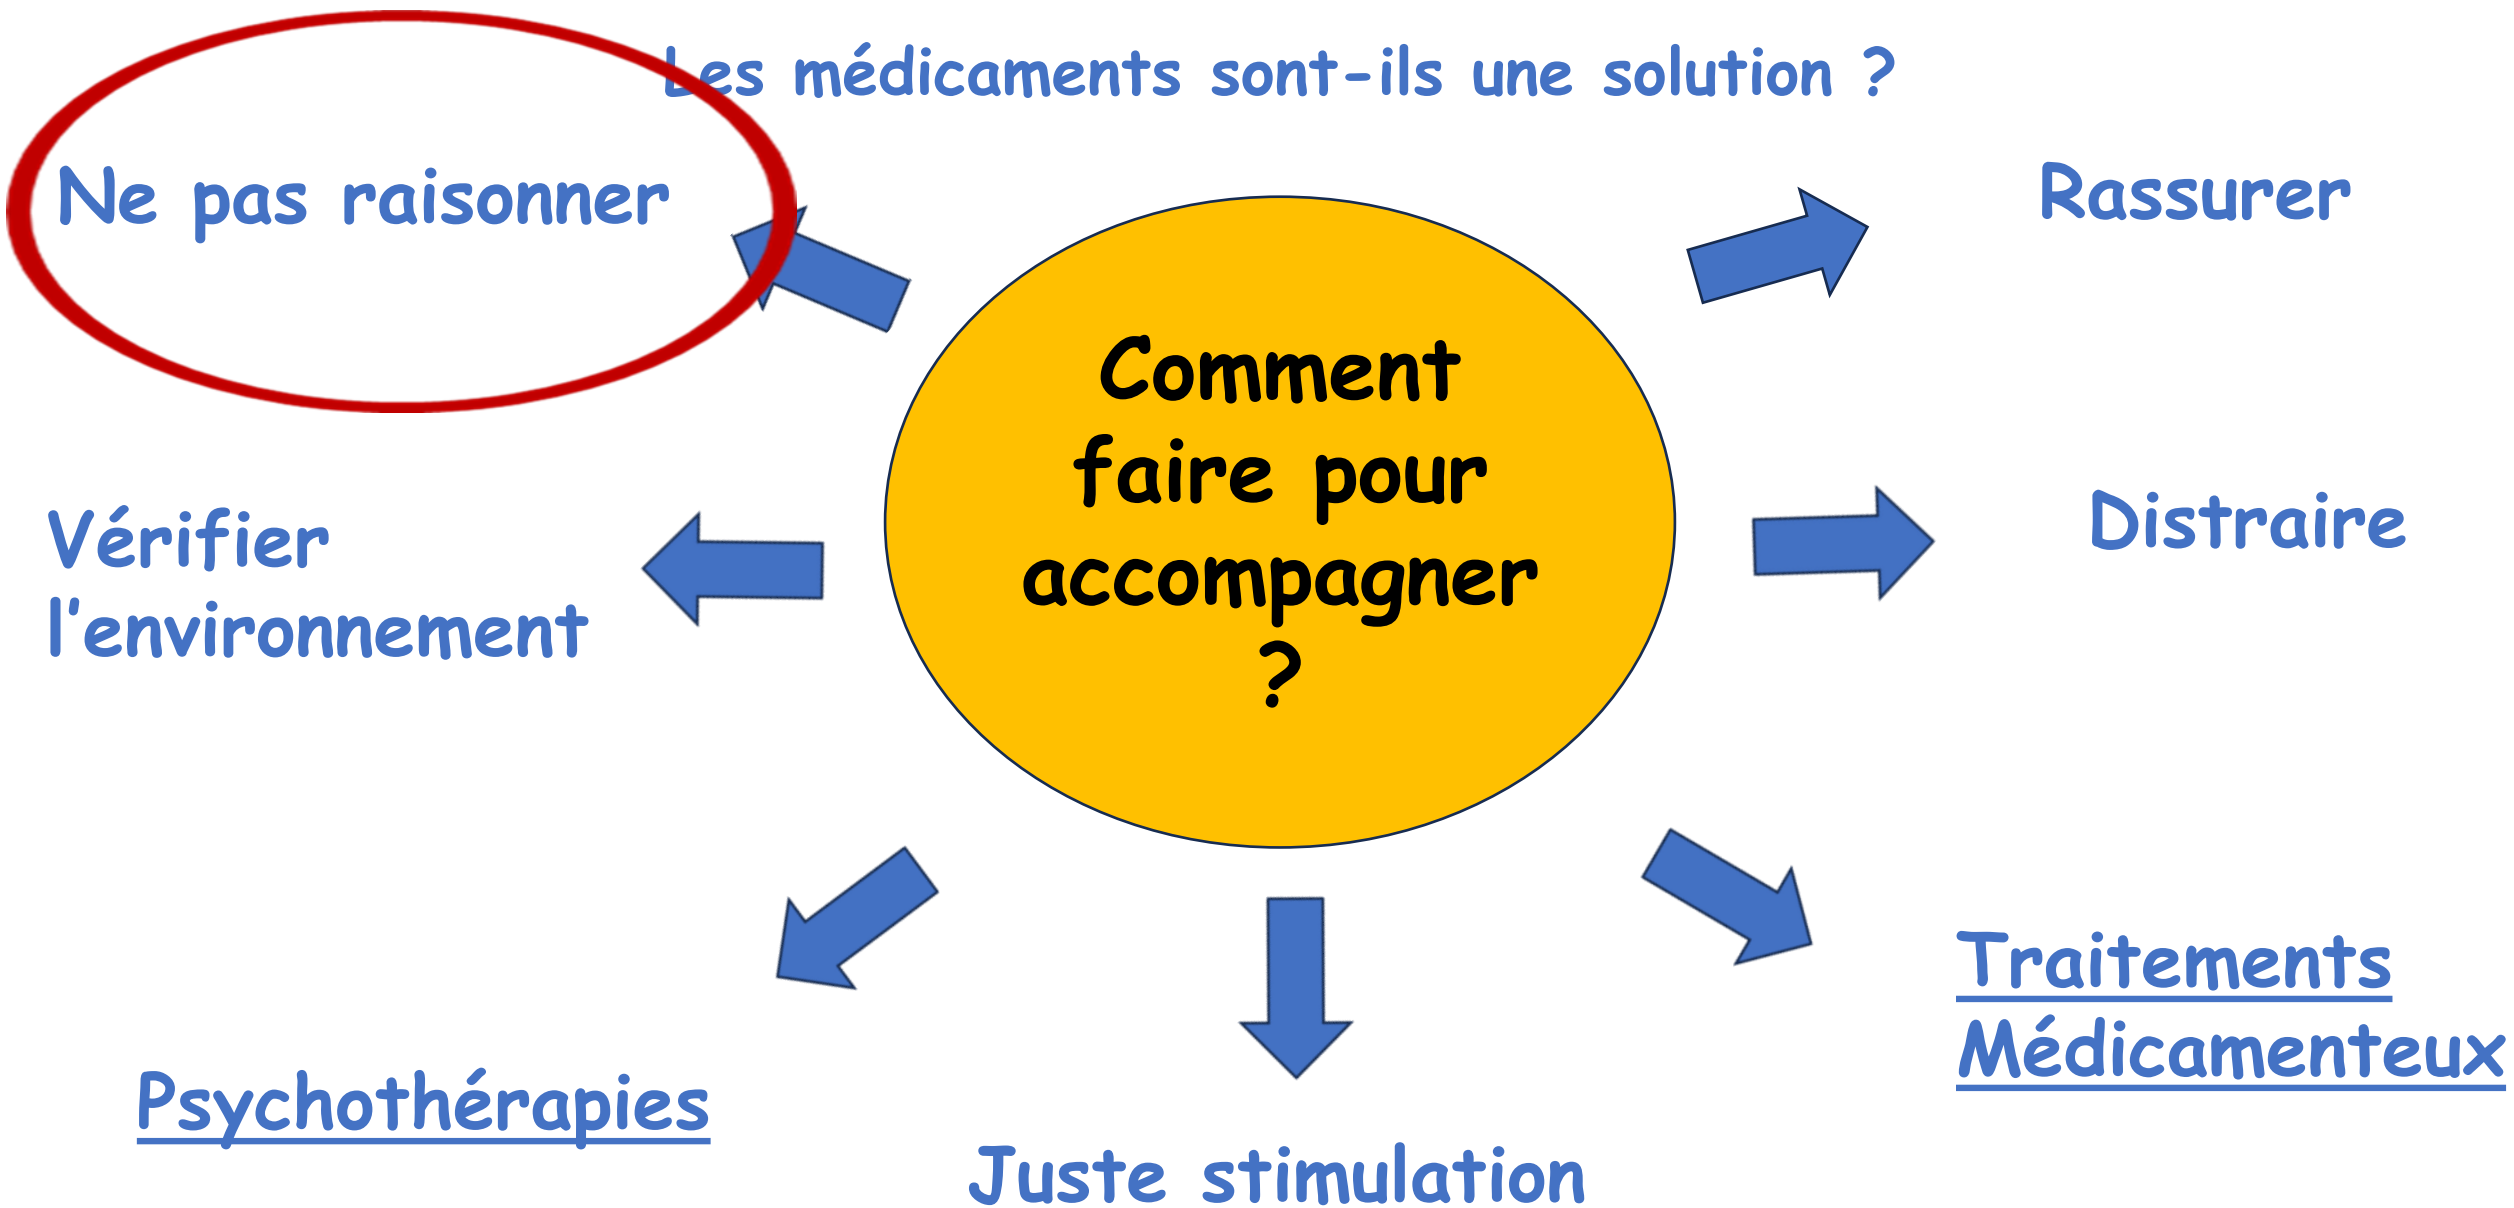 Les médicaments sont-ils une solution ?
Ne pas raisonner
Rassurer
Comment
faire pour
accompagner
?
Vérifier
l'environnement
Distraire
Traitements
Médicamenteux
Psychothérapies
Juste stimulation